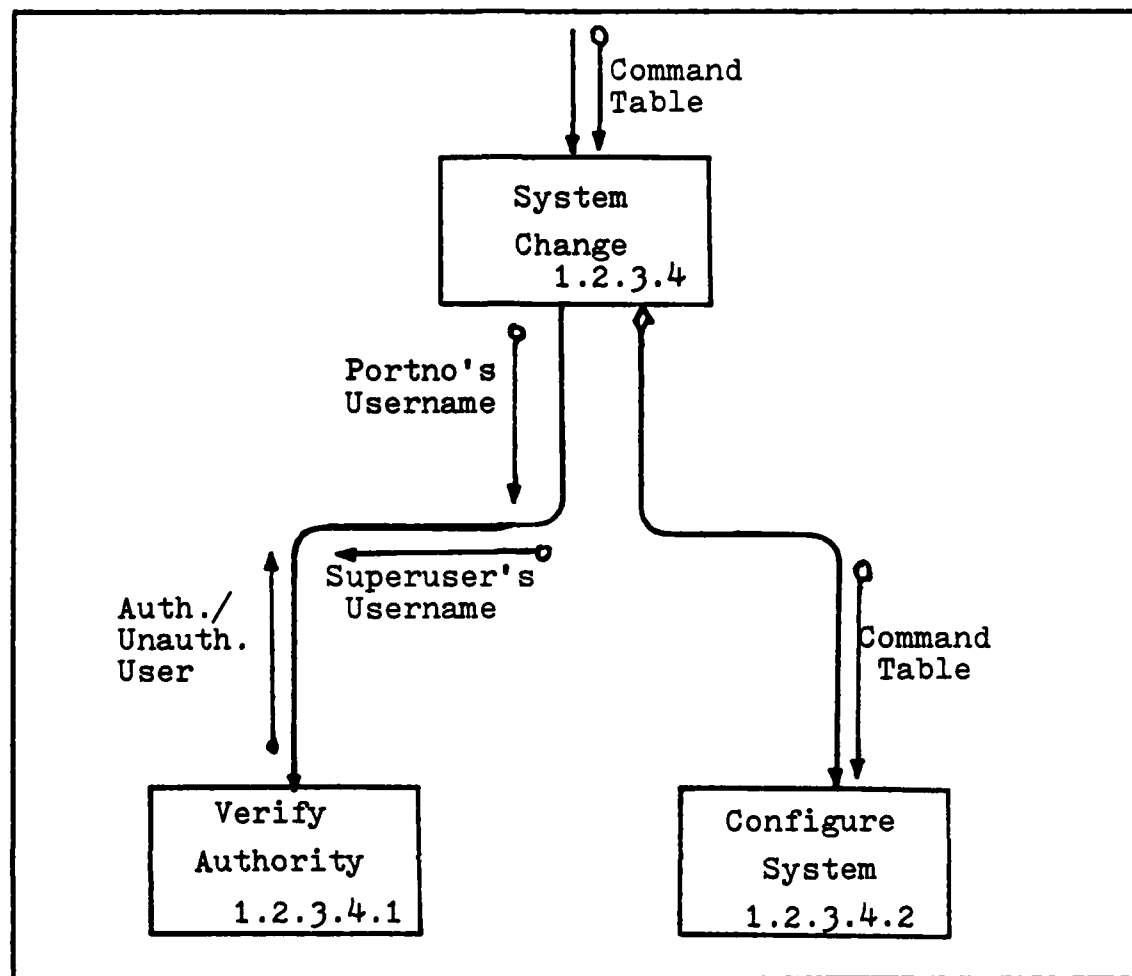 Command
Table
System
Change
1.2.3.4
Portno's
Username
Superuser's
Username
Auth./
Unauth.
User
Command
Table
Verify
Authority
1.2.3.4.1
Configure
System
1.2.3.4.2